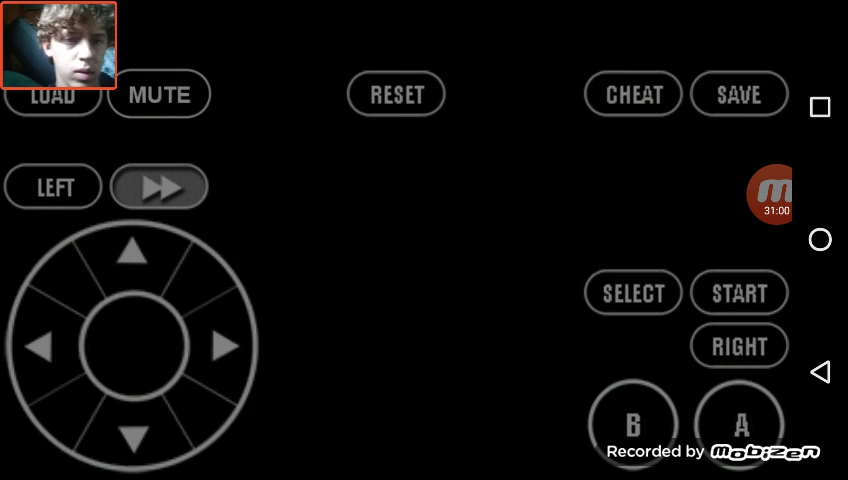 LOAD MUTE RESET CHEAT SAVE
LEFT
31:00
SELECT START
RIGHT
B A
Recorded by mobizen